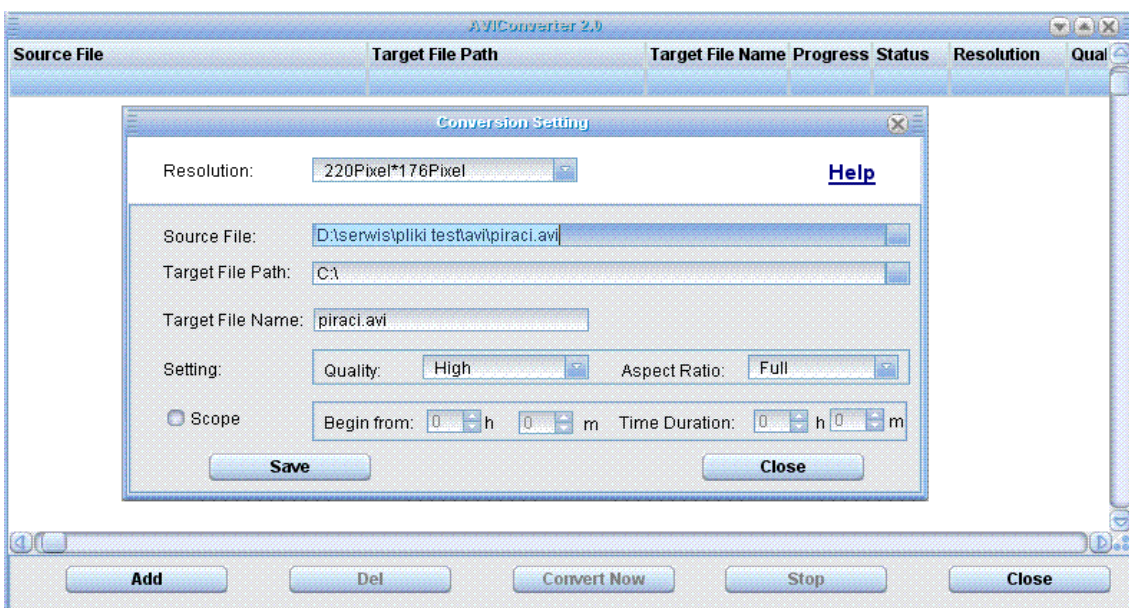 AVIConverter 2.0
Source File Target File Path Target File Name Progress Status Resolution Qual
Conversion Setting
Resolution: 220Pixel*176Pixel Help
Source File: D:\serwis\pliki test\avi\piraci.avi
Target File Path: C:\
Target File Name: piraci.avi
Setting: Quality: High Aspect Ratio: Full
Scope Begin from: 0 h 0 m Time Duration: 0 h 0 m
Save Close
Add Del Convert Now Stop Close